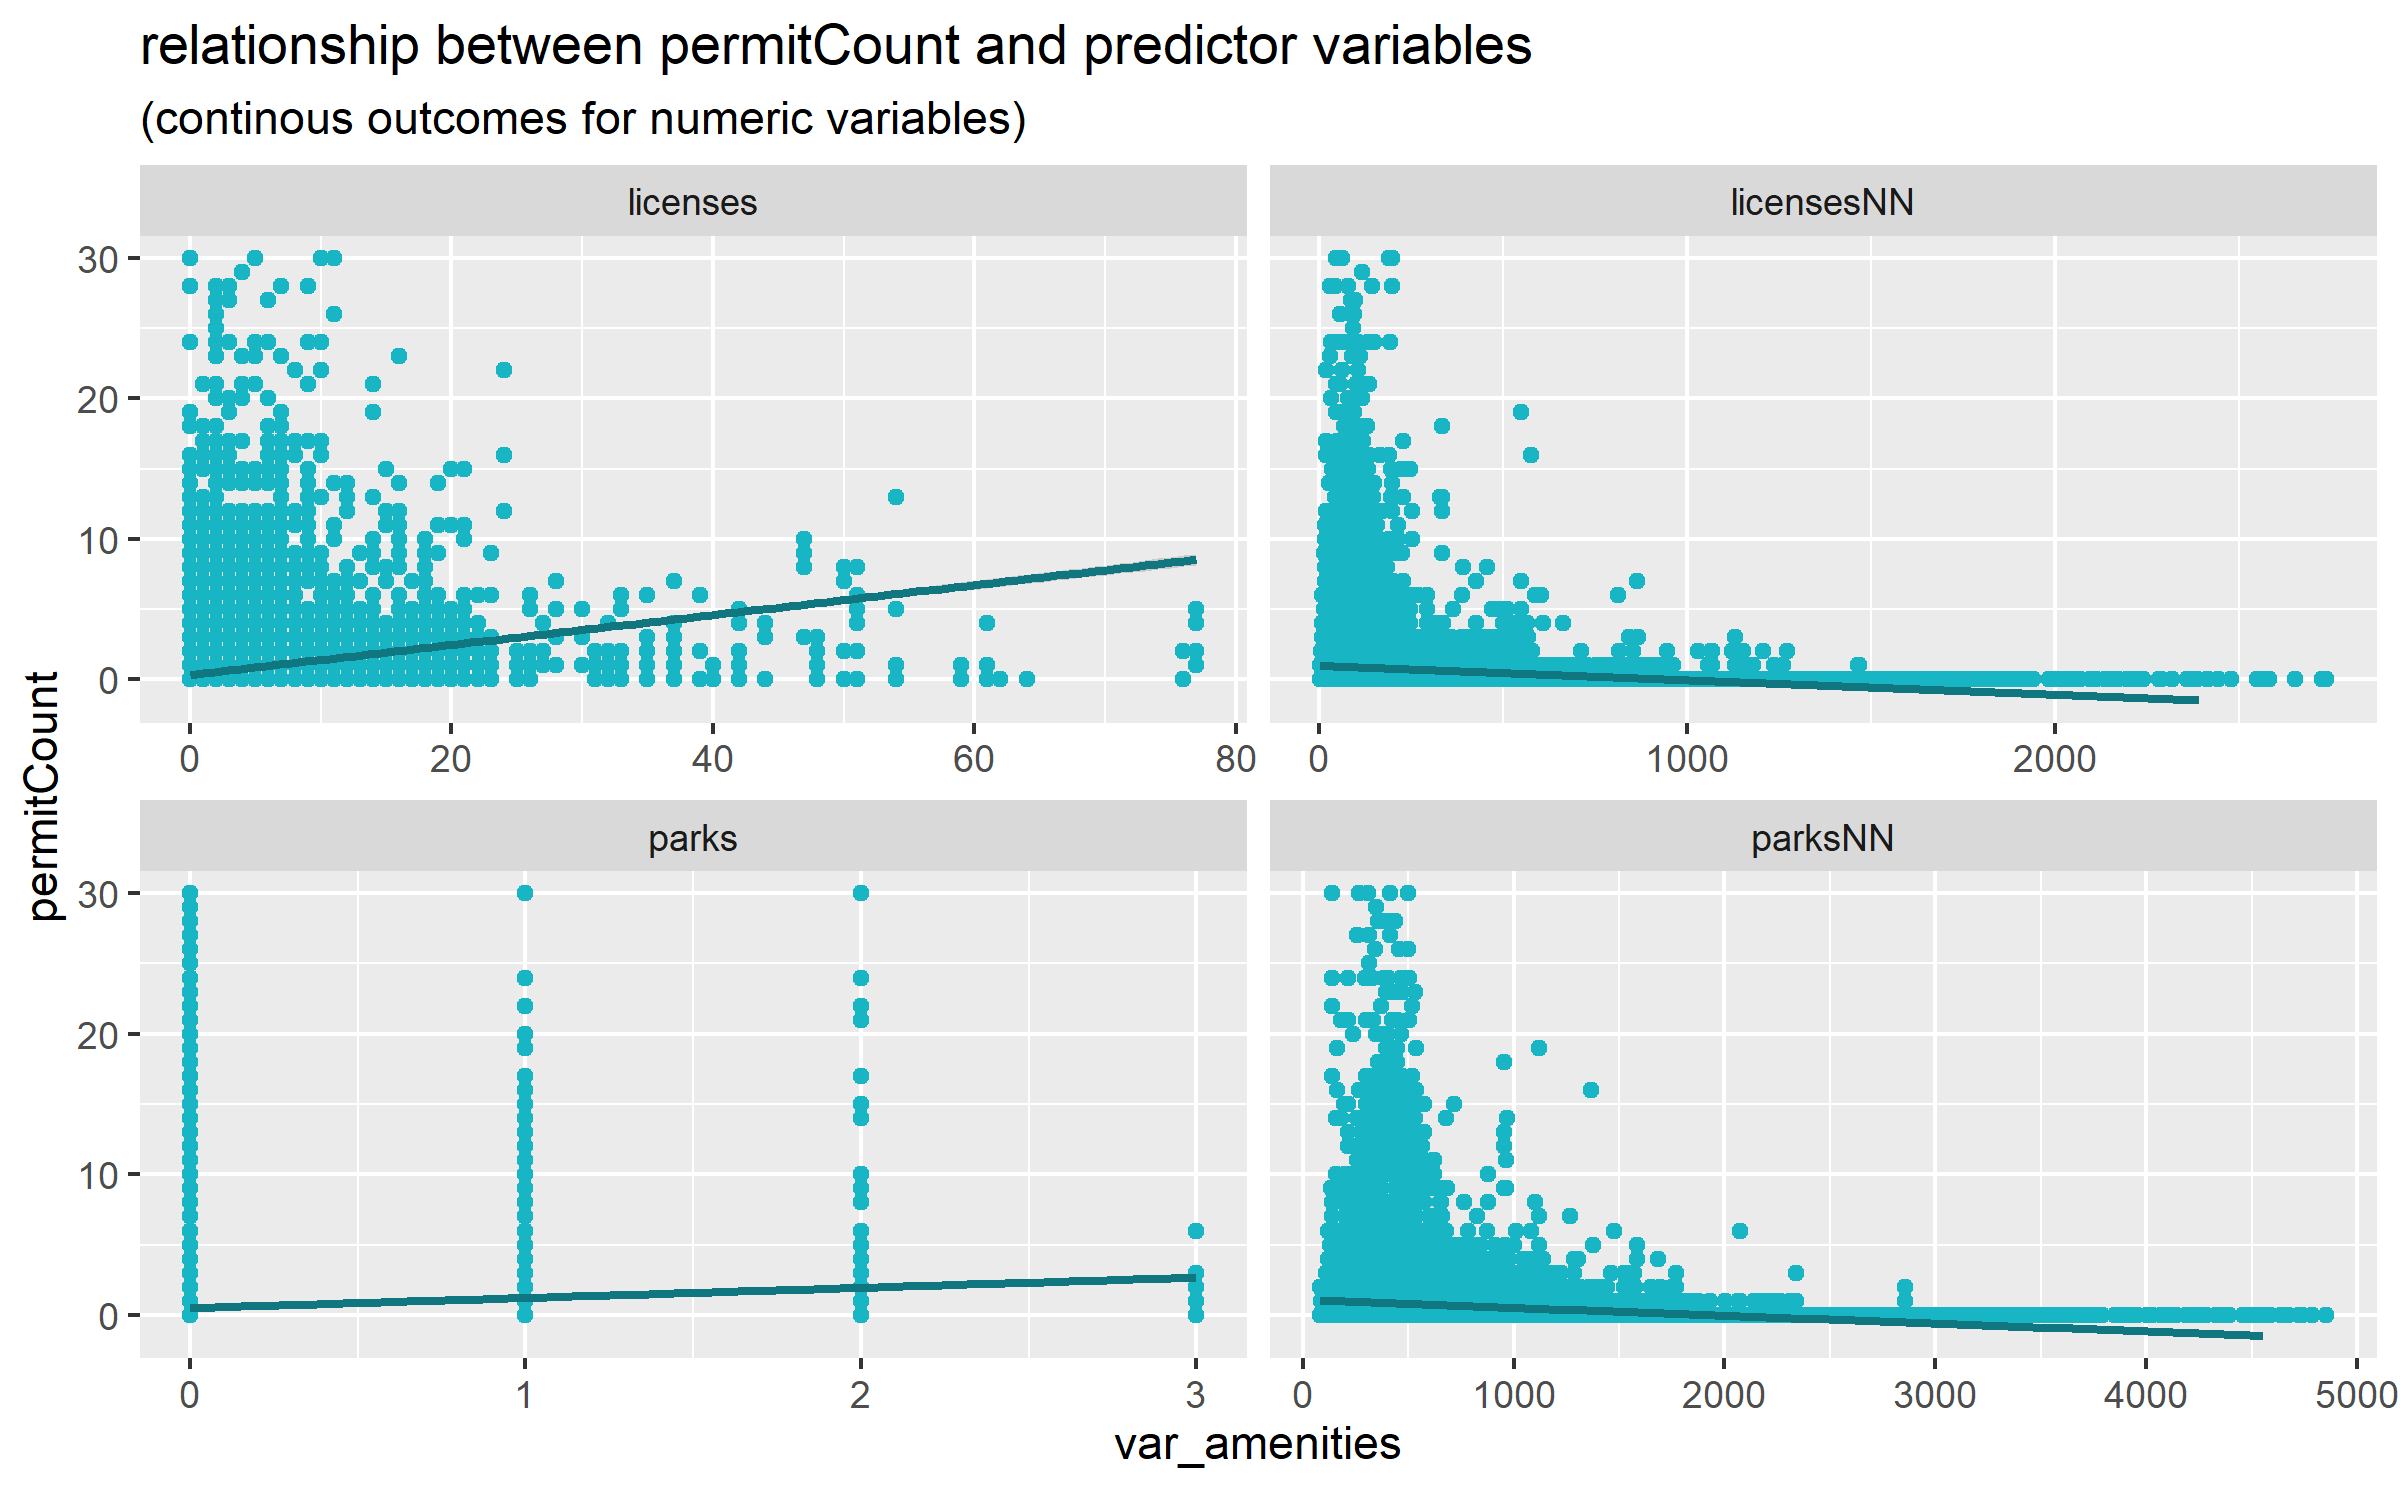 relationship between permitCount and predictor variables
(continous outcomes for numeric variables)
licenses
licensesNN
30
20
10
0
0 20 40 60 80
0 1000 2000
permitCount
parks
parksNN
30
20
10
0
0 1 2 3
0 1000 2000 3000 4000 5000
var_amenities